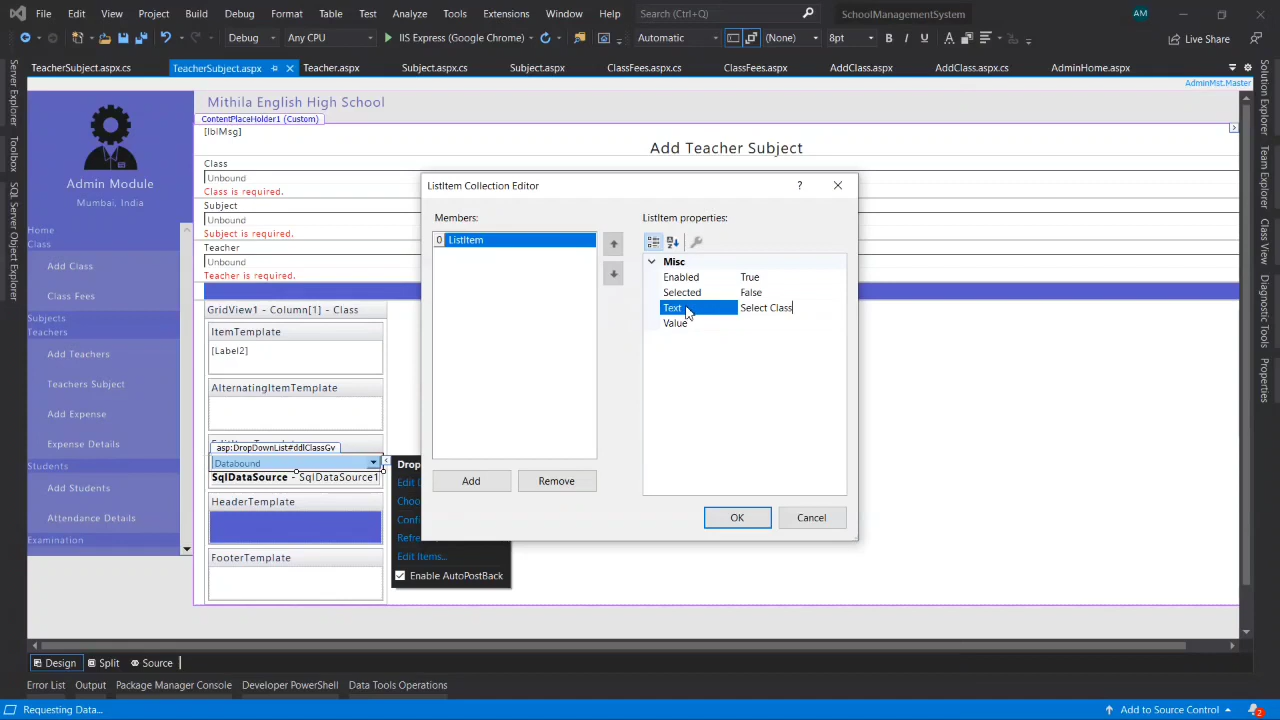 File Edit View Project Build Debug Format Table Test Analyze Tools Extensions Window Help Search (Ctrl+Q) SchoolManagementSystem AM
Debug Any CPU IIS Express (Google Chrome) Automatic (None) 8pt B I U A Live Share
TeacherSubject.aspx.cs TeacherSubject.aspx Teacher.aspx Subject.aspx.cs Subject.aspx ClassFees.aspx.cs ClassFees.aspx AddClass.aspx AddClass.aspx.cs AdminHome.aspx
AdminMst.Master
Server Explorer
Toolbox
SQL Server Object Explorer
Mithila English High School
ContentPlaceHolder1 (Custom)
[lblMsg]
Add Teacher Subject
Class
Unbound
Class is required.
Subject
Unbound
Subject is required.
Teacher
Unbound
Teacher is required.
Admin Module
Mumbai, India
Home
Class
Add Class
Class Fees
Subjects
Teachers
Add Teachers
Teachers Subject
Add Expense
Expense Details
Students
Add Students
Attendance Details
Examination
GridView1 - Column[1] - Class
ItemTemplate
[Label2]
AlternatingItemTemplate
asp:DropDownList#ddlClassGv
Databound
SqlDataSource - SqlDataSource1
HeaderTemplate
FooterTemplate
Edit Items...
Enable AutoPostBack
ListItem Collection Editor ?
Members:
0 ListItem
Add Remove
ListItem properties:
Misc
Enabled True
Selected False
Text Select Class
Value
OK Cancel
Solution Explorer
Team Explorer
Class View
Diagnostic Tools
Properties
Design Split Source
Error List Output Package Manager Console Developer PowerShell Data Tools Operations
Requesting Data... Add to Source Control 2